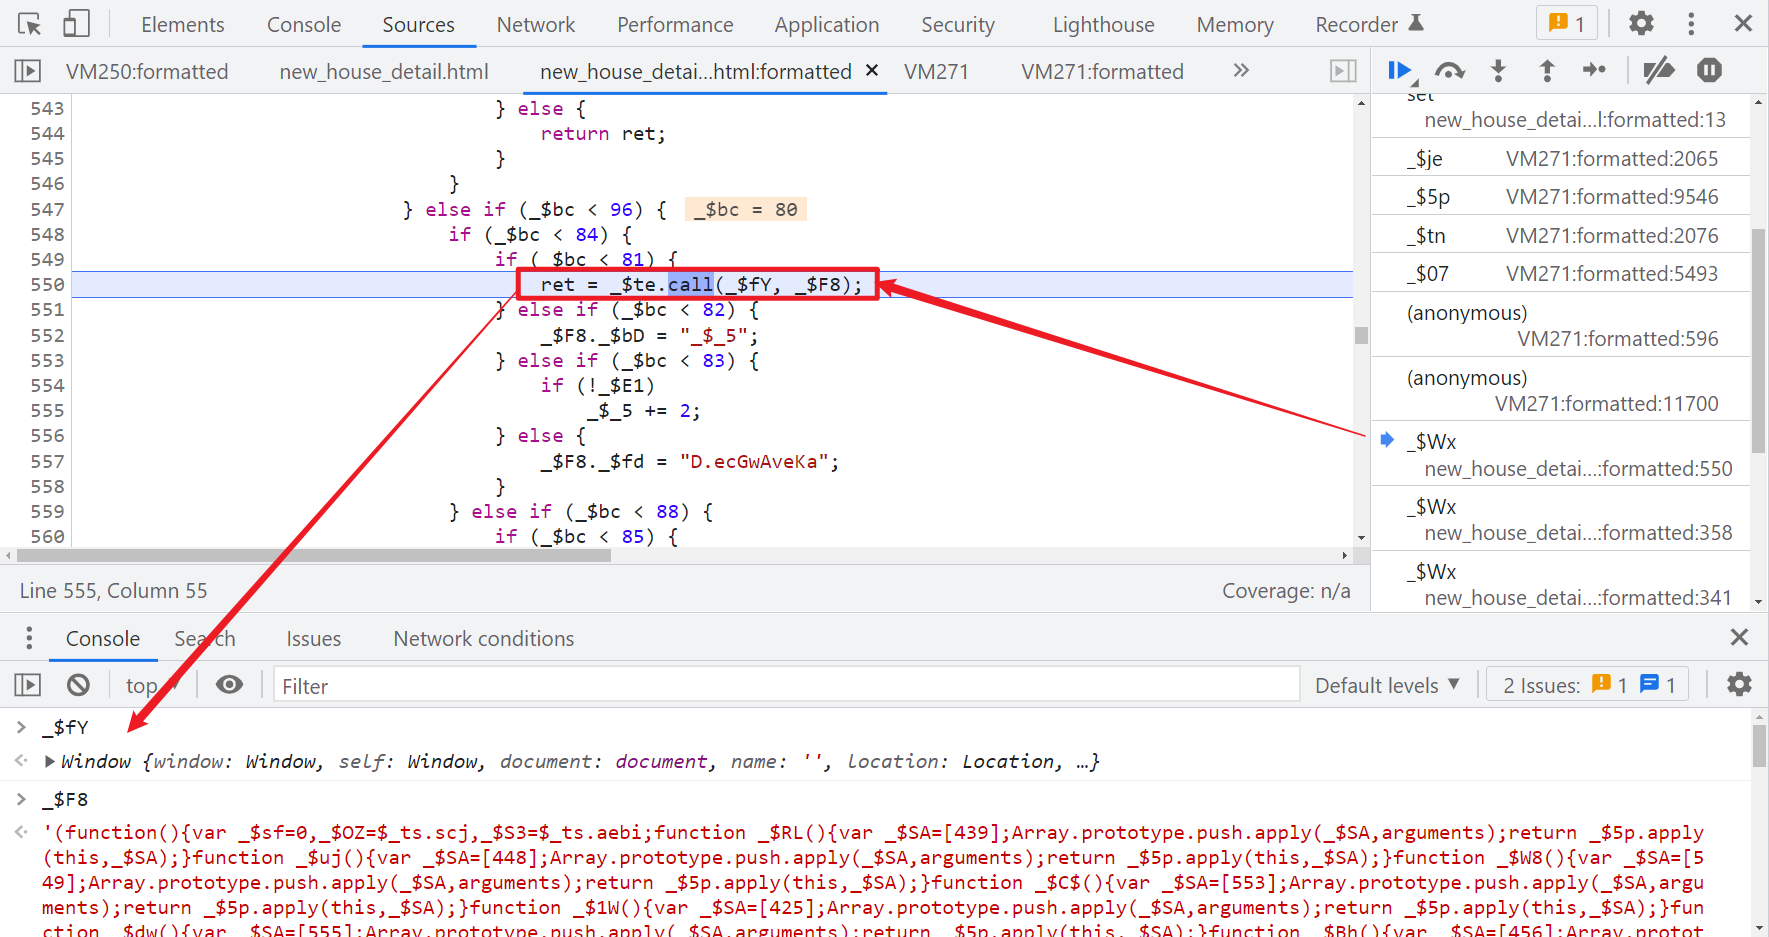 Elements Console Sources Network Performance Memory Application Security Lighthouse Recorder 1
VM250:formatted new_house_detail.html new_house_detai...html:formatted × VM271 VM271:formatted »
543 } else {
544 return ret;
545 }
546 }
547 } else if (_$bc < 96) { _$bc = 80
548 if (_$bc < 84) {
549 if (_$bc < 81) {
550 ret = _$te.call(_$fY, _$F8);
551 } else if (_$bc < 82) {
552 _$F8._$bD = "_$_5";
553 } else if (_$bc < 83) {
554 if (!_$E1)
555 _$_5 += 2;
556 } else {
557 _$F8._$fd = "D.ecGwAveKa";
558 }
559 } else if (_$bc < 88) {
560 if (_$bc < 85) {
set
new_house_detai...l:formatted:13
_$je VM271:formatted:2065
_$5p VM271:formatted:9546
_$tn VM271:formatted:2076
_$07 VM271:formatted:5493
(anonymous)
VM271:formatted:596
(anonymous)
VM271:formatted:11700
_$Wx
new_house_detai...:formatted:550
_$Wx
new_house_detai...:formatted:358
_$Wx
new_house_detai...:formatted:341
Line 555, Column 55 Coverage: n/a
Console Search Issues Network conditions
top Filter Default levels ▼ 2 Issues: 1 1
> _$fY
Window {window: Window, self: Window, document: document, name: '', location: Location, …}
> _$F8
'(function(){var _$sf=0,_$OZ=$_ts.scj,_$S3=$_ts.aebi;function _$RL(){var _$SA=[439];Array.prototype.push.apply(_$SA,arguments);return _$5p.apply
(this,_$SA);}function _$uj(){var _$SA=[448];Array.prototype.push.apply(_$SA,arguments);return _$5p.apply(this,_$SA);}function _$W8(){var _$SA=[5
49];Array.prototype.push.apply(_$SA,arguments);return _$5p.apply(this,_$SA);}function _$C$(){var _$SA=[553];Array.prototype.push.apply(_$SA,argu
ments);return _$5p.apply(this,_$SA);}function _$1W(){var _$SA=[425];Array.prototype.push.apply(_$SA,arguments);return _$5p.apply(this,_$SA);}fun
ction _$dw(){var _$SA=[555];Array.prototype.push.apply(_$SA,arguments);return _$5p.apply(this,_$SA);}function _$Bh(){var _$SA=[456];Array.protot